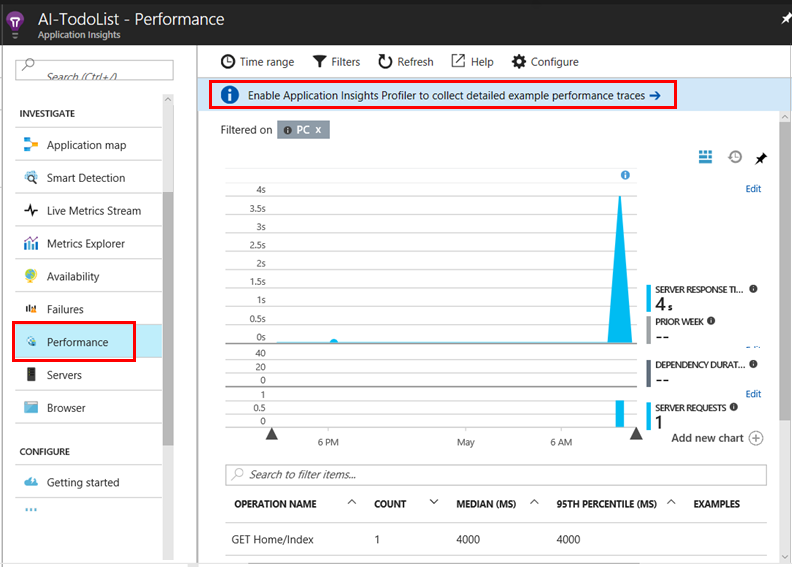 AI-TodoList - Performance
Application Insights
Search (Ctrl+/)
INVESTIGATE
Application map
Smart Detection
Live Metrics Stream
Metrics Explorer
Availability
Failures
Performance
Servers
Browser
CONFIGURE
Getting started
Time range Filters Refresh Help Configure
Enable Application Insights Profiler to collect detailed example performance traces →
Filtered on PC x
Edit
4s
3.5s
3s
2.5s
2s
1.5s
1s
0.5s
0s
40
20
0
1
0.5
0
6 PM May 6 AM
SERVER RESPONSE TI...
4 s
PRIOR WEEK
--
DEPENDENCY DURAT...
--
Edit
SERVER REQUESTS
1
Add new chart
Search to filter items...
OPERATION NAME COUNT MEDIAN (MS) 95TH PERCENTILE (MS) EXAMPLES
GET Home/Index 1 4000 4000